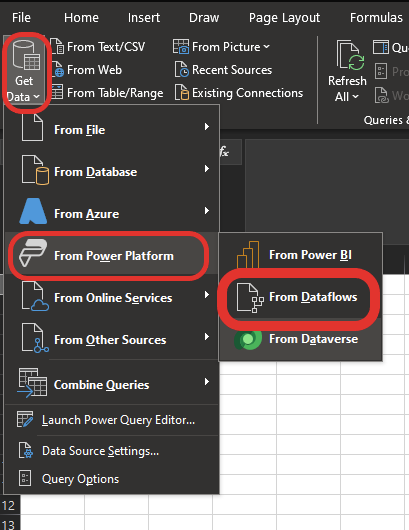 File Home Insert Draw Page Layout Formulas
Get Data
From Text/CSV
From Web
From Table/Range
From Picture
Recent Sources
Existing Connections
Refresh All
Queries &
fx
From File
From Database
From Azure
From Power Platform
From Online Services
From Other Sources
Combine Queries
Launch Power Query Editor...
Data Source Settings...
Query Options
From Power BI
From Dataflows
From Dataverse
12
13